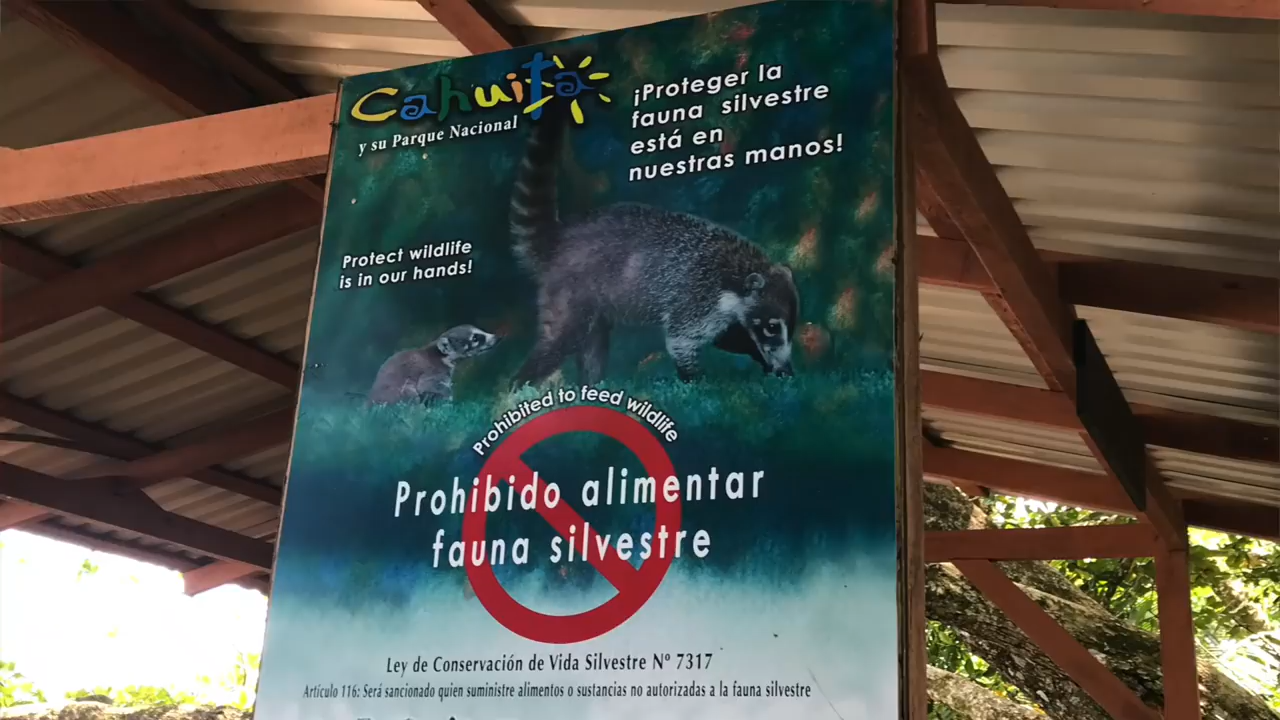 Cahuita
y su Parque Nacional
¡Proteger la
fauna silvestre
está en
nuestras manos!
Protect wildlife
is in our hands!
Prohibited to feed wildlife
Prohibido alimentar
fauna silvestre
Ley de Conservación de Vida Silvestre Nº 7317
Artículo 116: Será sancionado quien suministre alimentos o sustancias no autorizadas a la fauna silvestre